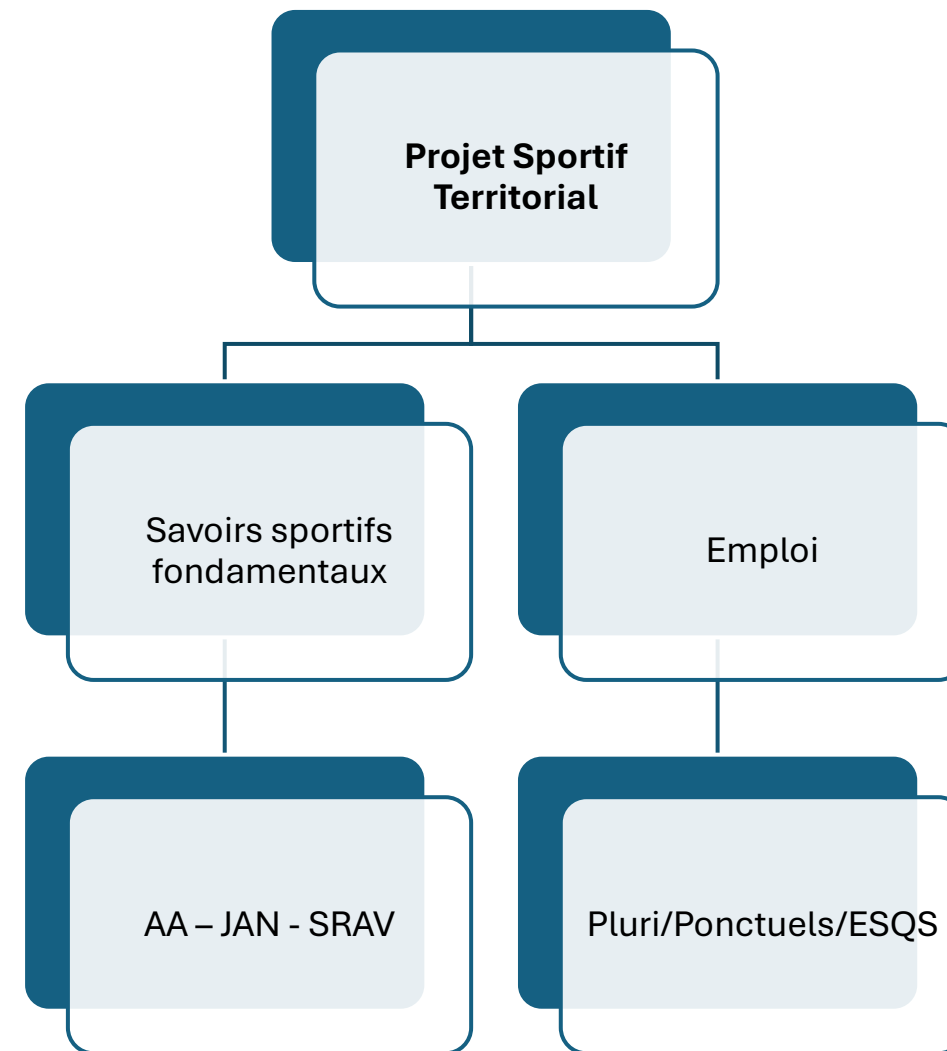 Projet Sportif
Territorial
Savoirs sportifs
fondamentaux
Emploi
AA – JAN - SRAV
Pluri/Ponctuels/ESQS